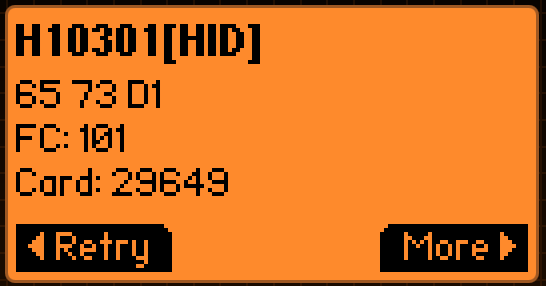 H10301[HID]
65 73 D1
FC: 101
Card: 29649
Retry
More